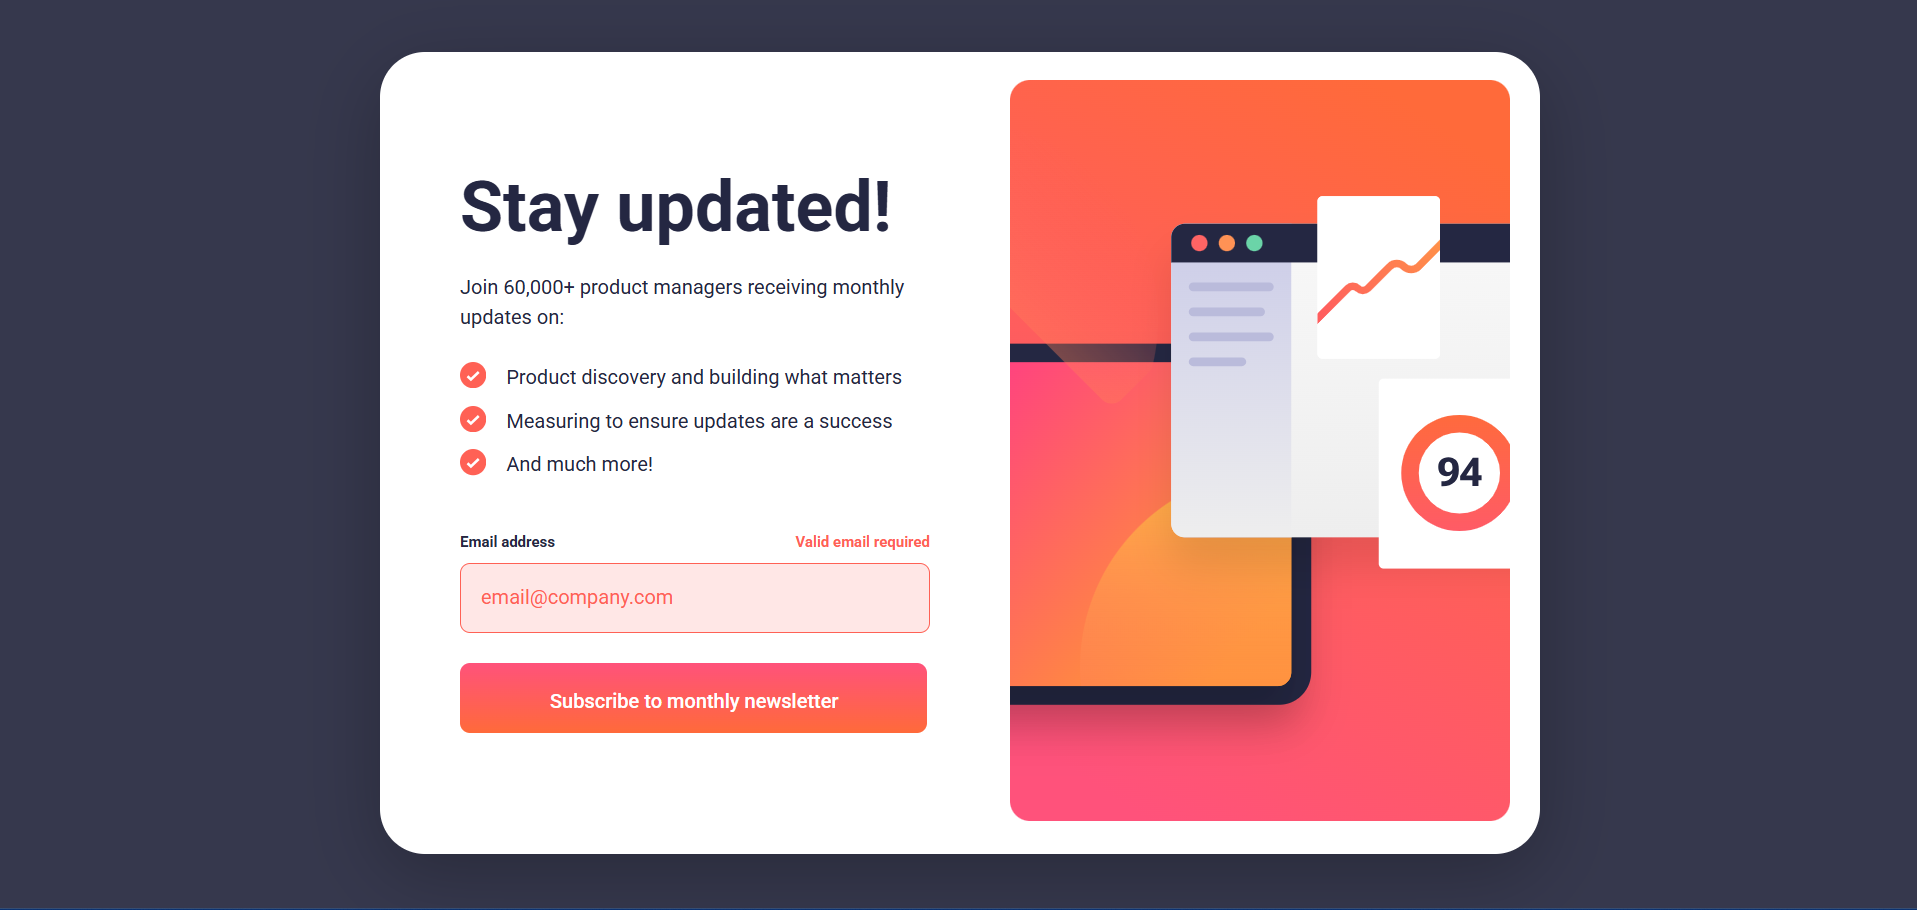 Stay updated!
Join 60,000+ product managers receiving monthly
updates on:
Product discovery and building what matters
Measuring to ensure updates are a success
And much more!
Email address
Valid email required
email@company.com
Subscribe to monthly newsletter
94